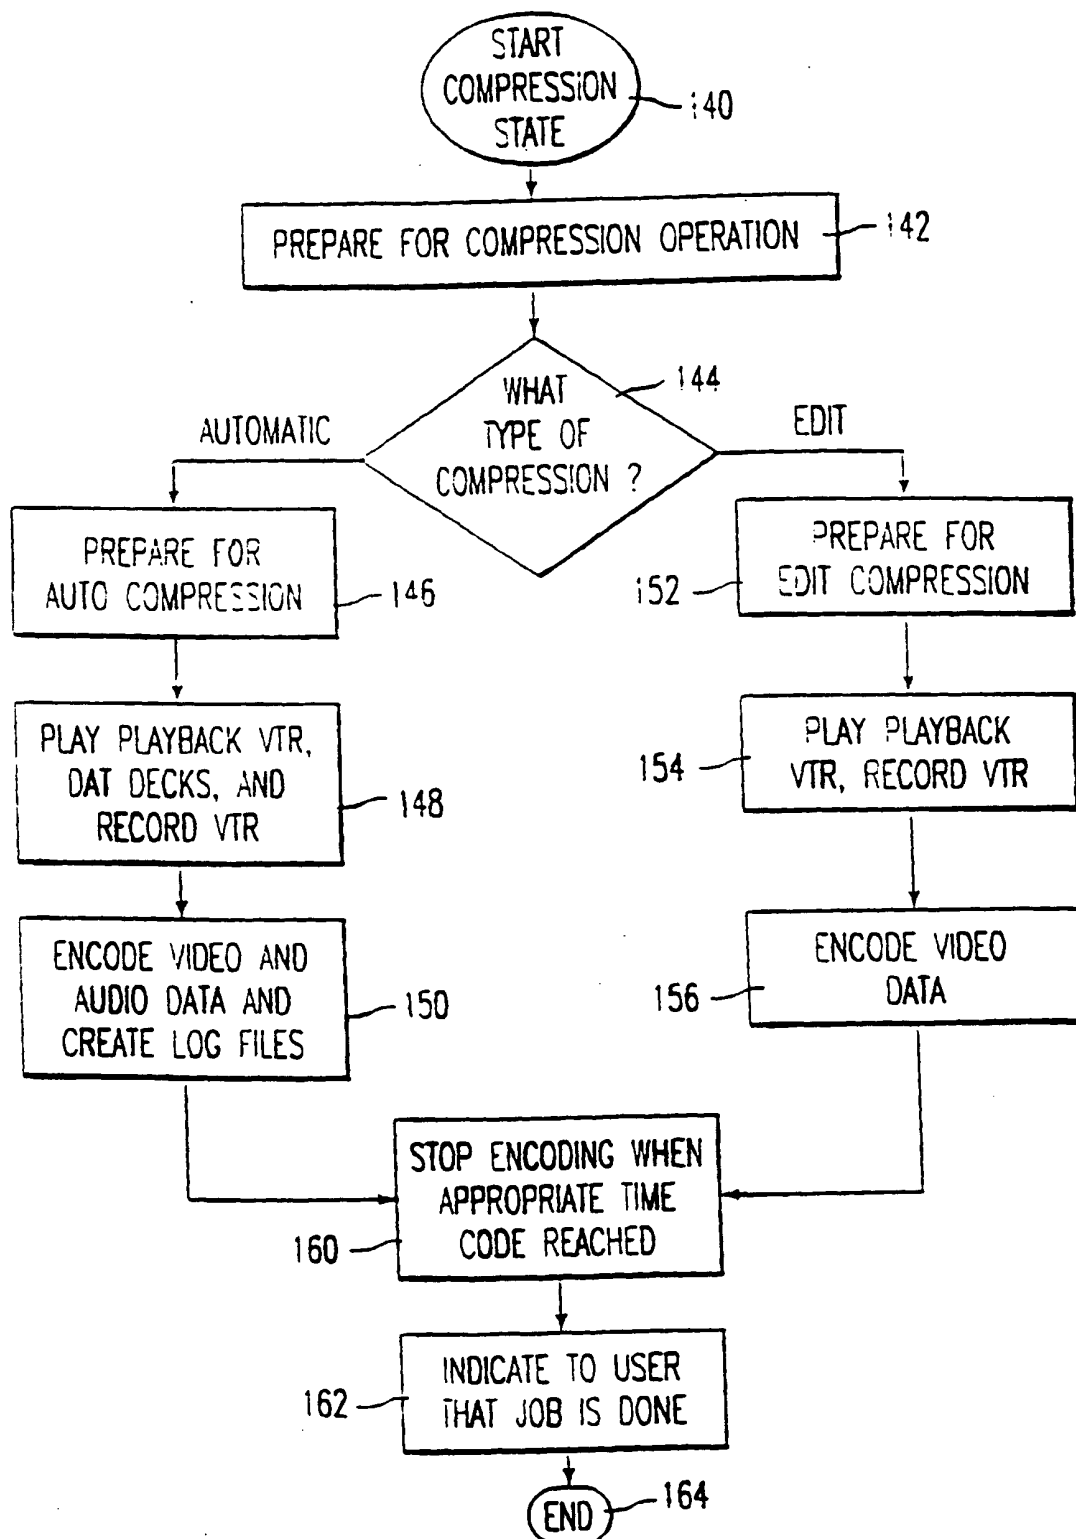 START
COMPRESSION
STATE
140
PREPARE FOR COMPRESSION OPERATION
142
WHAT
TYPE OF
COMPRESSION ?
144
AUTOMATIC
EDIT
PREPARE FOR
AUTO COMPRESSION
146
152
PREPARE FOR
EDIT COMPRESSION
PLAY PLAYBACK VTR,
DAT DECKS, AND
RECORD VTR
148
154
PLAY PLAYBACK
VTR, RECORD VTR
ENCODE VIDEO AND
AUDIO DATA AND
CREATE LOG FILES
150
156
ENCODE VIDEO
DATA
STOP ENCODING WHEN
APPROPRIATE TIME
CODE REACHED
160
INDICATE TO USER
THAT JOB IS DONE
162
END
164